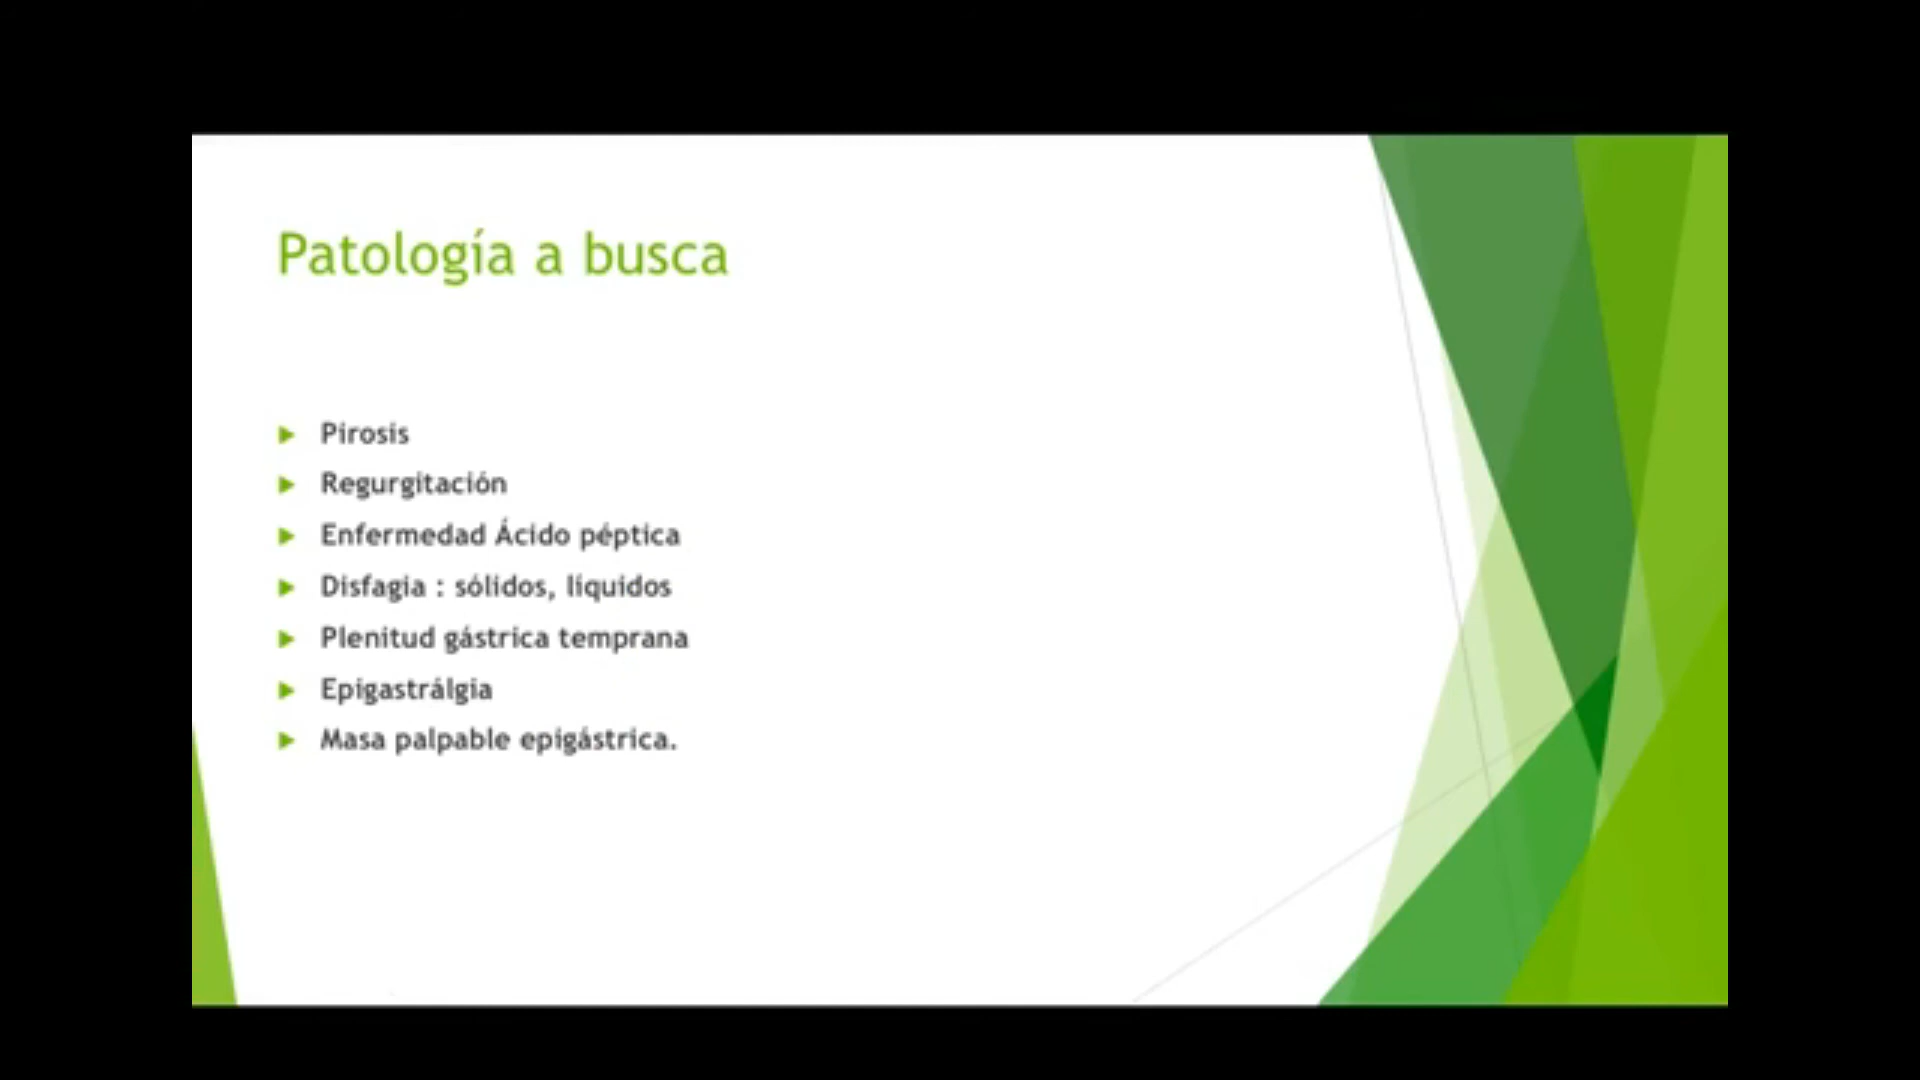 Patología a busca
Pirosis
Regurgitación
Enfermedad Ácido péptica
Disfagia : sólidos, líquidos
Plenitud gástrica temprana
Epigastrálgia
Masa palpable epigástrica.